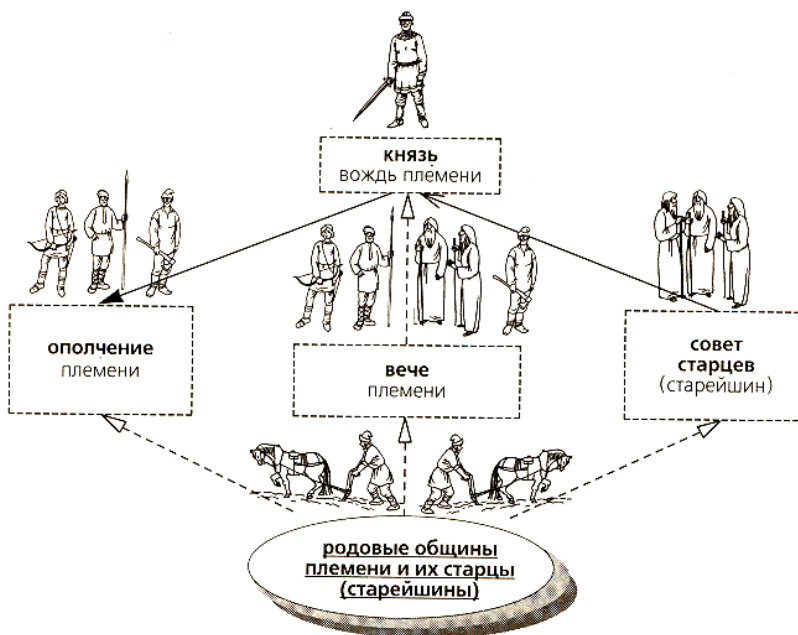 князь
вождь племени
ополчение
племени
вече
племени
совет
старцев
(старейшин)
родовые общины
племени и их старцы
(старейшины)